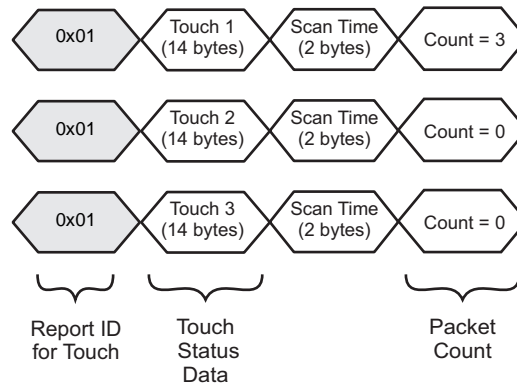 0x01
Touch 1
(14 bytes)
Scan Time
(2 bytes)
Count = 3
0x01
Touch 2
(14 bytes)
Scan Time
(2 bytes)
Count = 0
0x01
Touch 3
(14 bytes)
Scan Time
(2 bytes)
Count = 0
Report ID
for Touch
Touch
Status
Data
Packet
Count